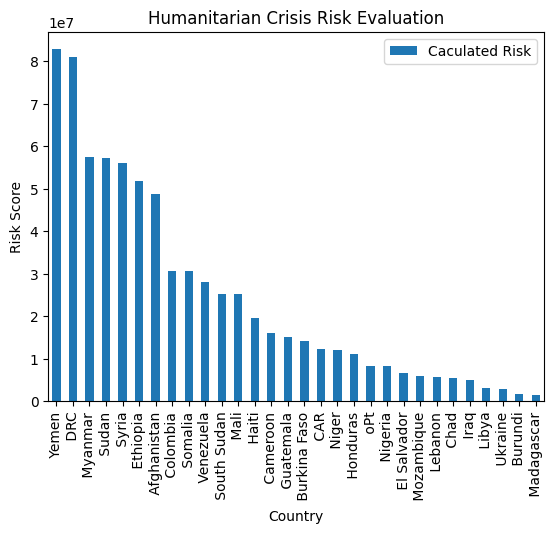 Humanitarian Crisis Risk Evaluation
1e7
Caculated Risk
8
7
6
5
4
3
2
1
0
Risk Score
Yemen
DRC
Myanmar
Sudan
Syria
Ethiopia
Afghanistan
Colombia
Somalia
Venezuela
South Sudan
Mali
Haiti
Cameroon
Guatemala
Burkina Faso
CAR
Niger
Honduras
oPt
Nigeria
El Salvador
Mozambique
Lebanon
Chad
Iraq
Libya
Ukraine
Burundi
Madagascar
Country